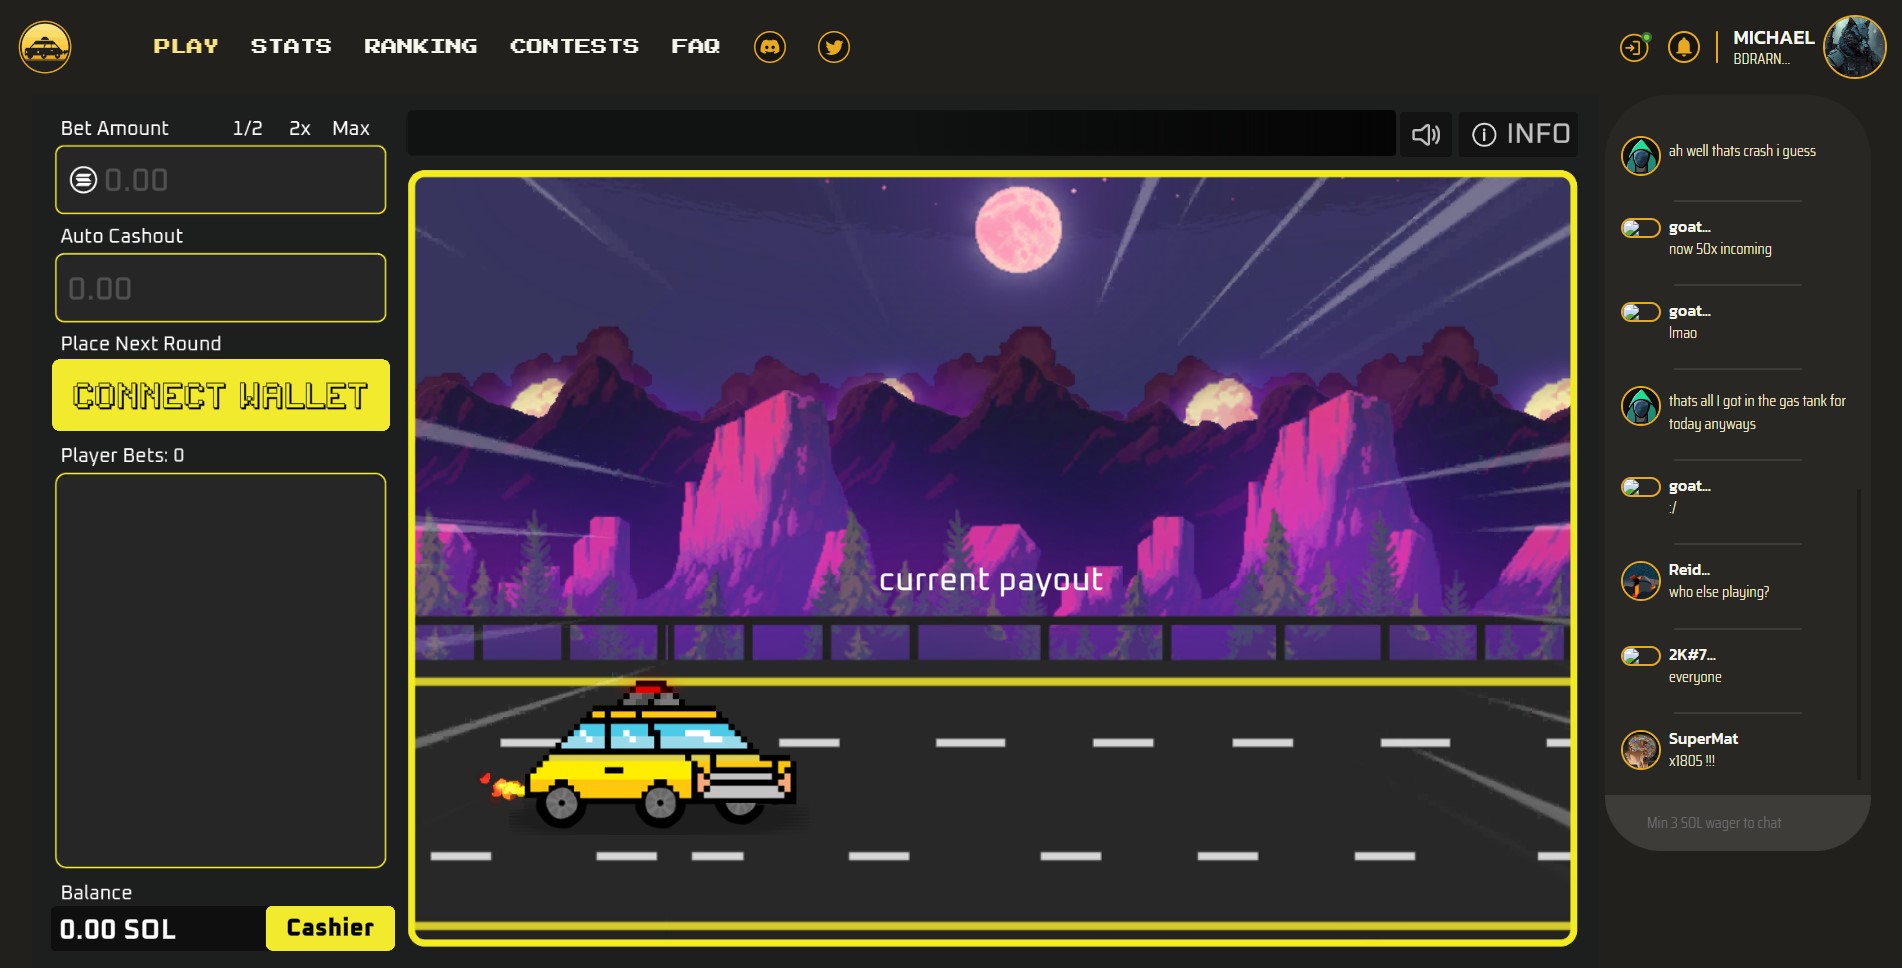 PLAY STATS RANKING CONTESTS FAQ
MICHAEL
BDRARN...
Bet Amount 1/2 2x Max
0.00
Auto Cashout
0.00
Place Next Round
CONNECT WALLET
Player Bets: 0
Balance
0.00 SOL Cashier
INFO
current payout
ah well thats crash i guess
goat...
now 50x incoming
goat...
lmao
thats all I got in the gas tank for
today anyways
goat...
:/
Reid...
who else playing?
2K#7...
everyone
SuperMat
x1805 !!!
Min 3 SOL wager to chat